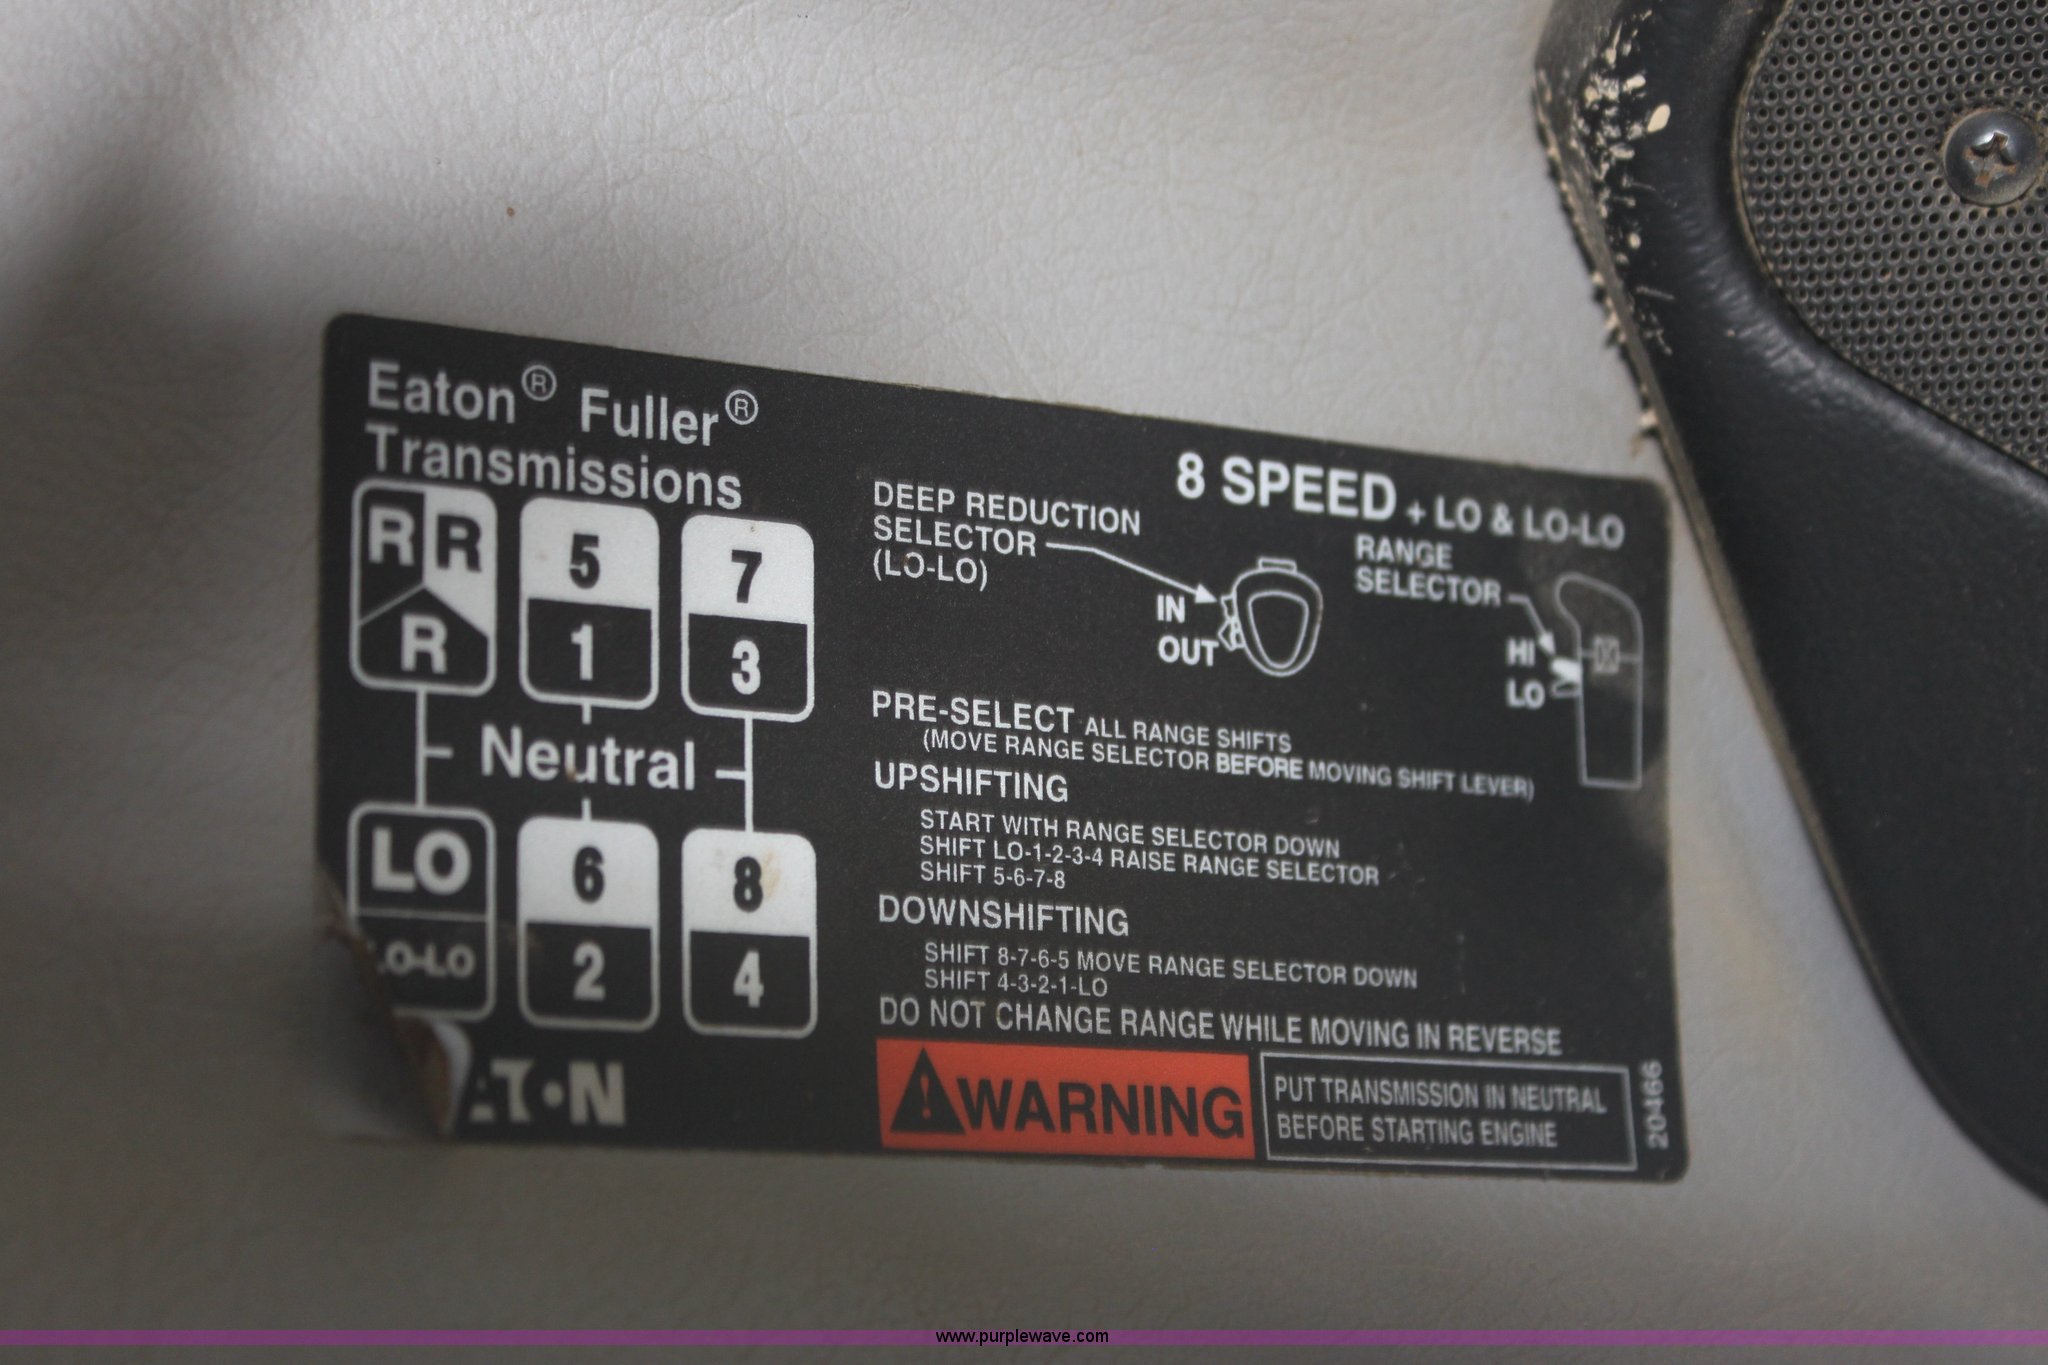 Eaton® Fuller®
Transmissions
R R 5 7
R 1 3
Neutral
LO 6 8
LO-LO 2 4
8 SPEED + LO & LO-LO
DEEP REDUCTION
SELECTOR
(LO-LO)
IN
OUT
RANGE
SELECTOR
HI
LO
PRE-SELECT ALL RANGE SHIFTS
(MOVE RANGE SELECTOR BEFORE MOVING SHIFT LEVER)
UPSHIFTING
START WITH RANGE SELECTOR DOWN
SHIFT LO-1-2-3-4 RAISE RANGE SELECTOR
SHIFT 5-6-7-8
DOWNSHIFTING
SHIFT 8-7-6-5 MOVE RANGE SELECTOR DOWN
SHIFT 4-3-2-1-LO
DO NOT CHANGE RANGE WHILE MOVING IN REVERSE
WARNING
PUT TRANSMISSION IN NEUTRAL
BEFORE STARTING ENGINE
20466
www.purplewave.com